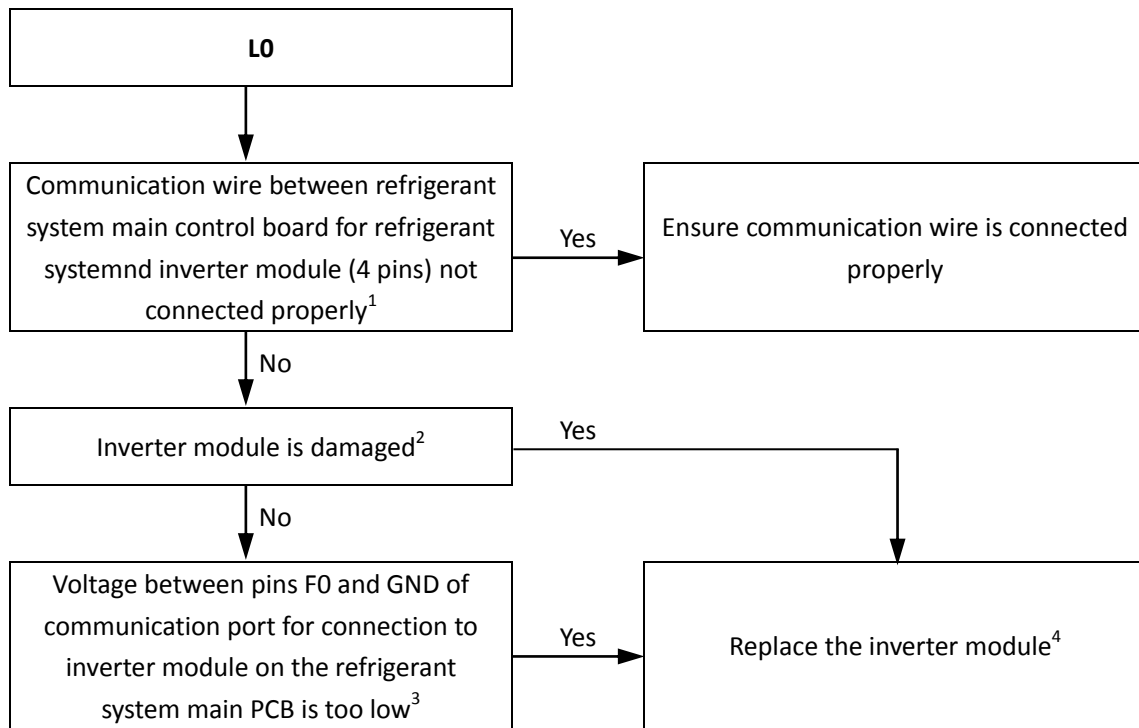 L0
Communication wire between refrigerant
system main control board for refrigerant
systemnd inverter module (4 pins) not
connected properly1
Yes
Ensure communication wire is connected
properly
No
Inverter module is damaged2
Yes
No
Voltage between pins F0 and GND of
communication port for connection to
inverter module on the refrigerant
system main PCB is too low3
Yes
Replace the inverter module4